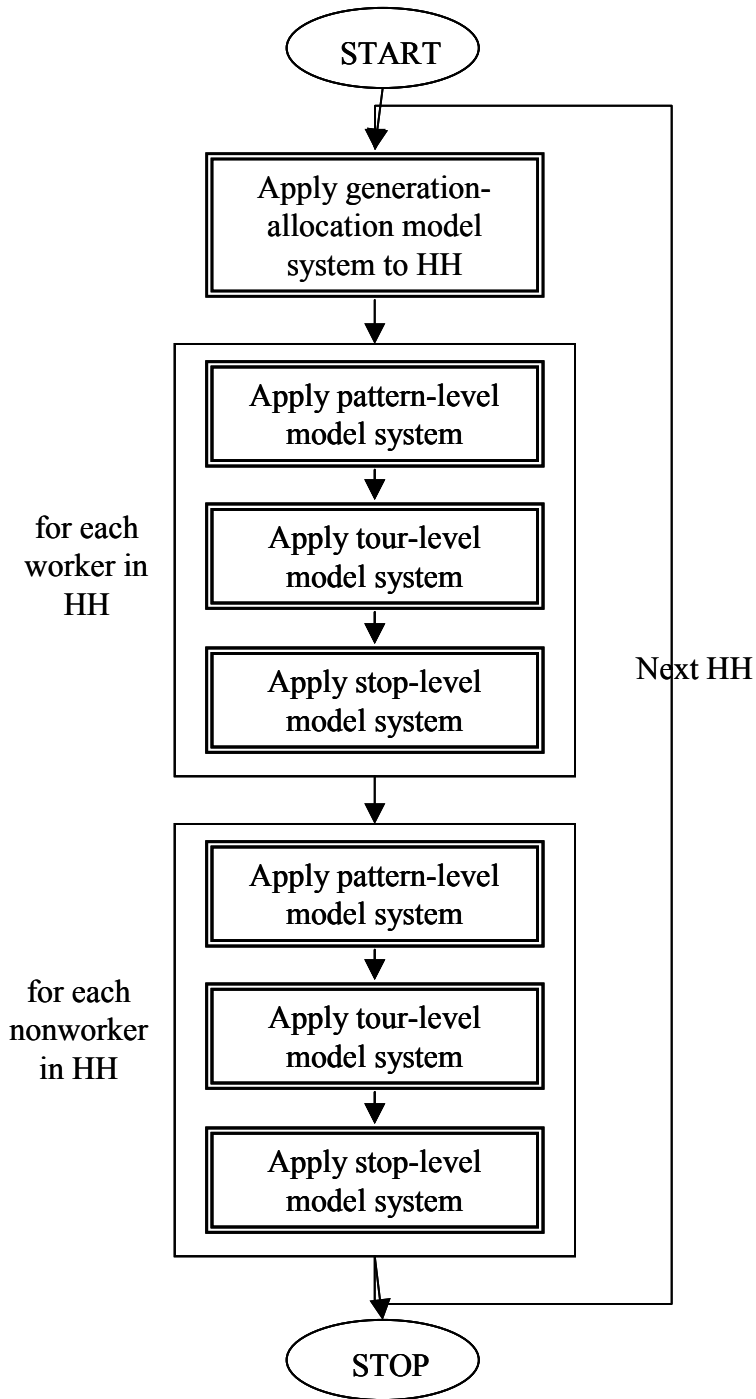 START
Apply generation-
allocation model
system to HH
Apply pattern-level
model system
for each
worker in
HH
Apply tour-level
model system
Apply stop-level
model system
Next HH
Apply pattern-level
model system
for each
nonworker
in HH
Apply tour-level
model system
Apply stop-level
model system
STOP